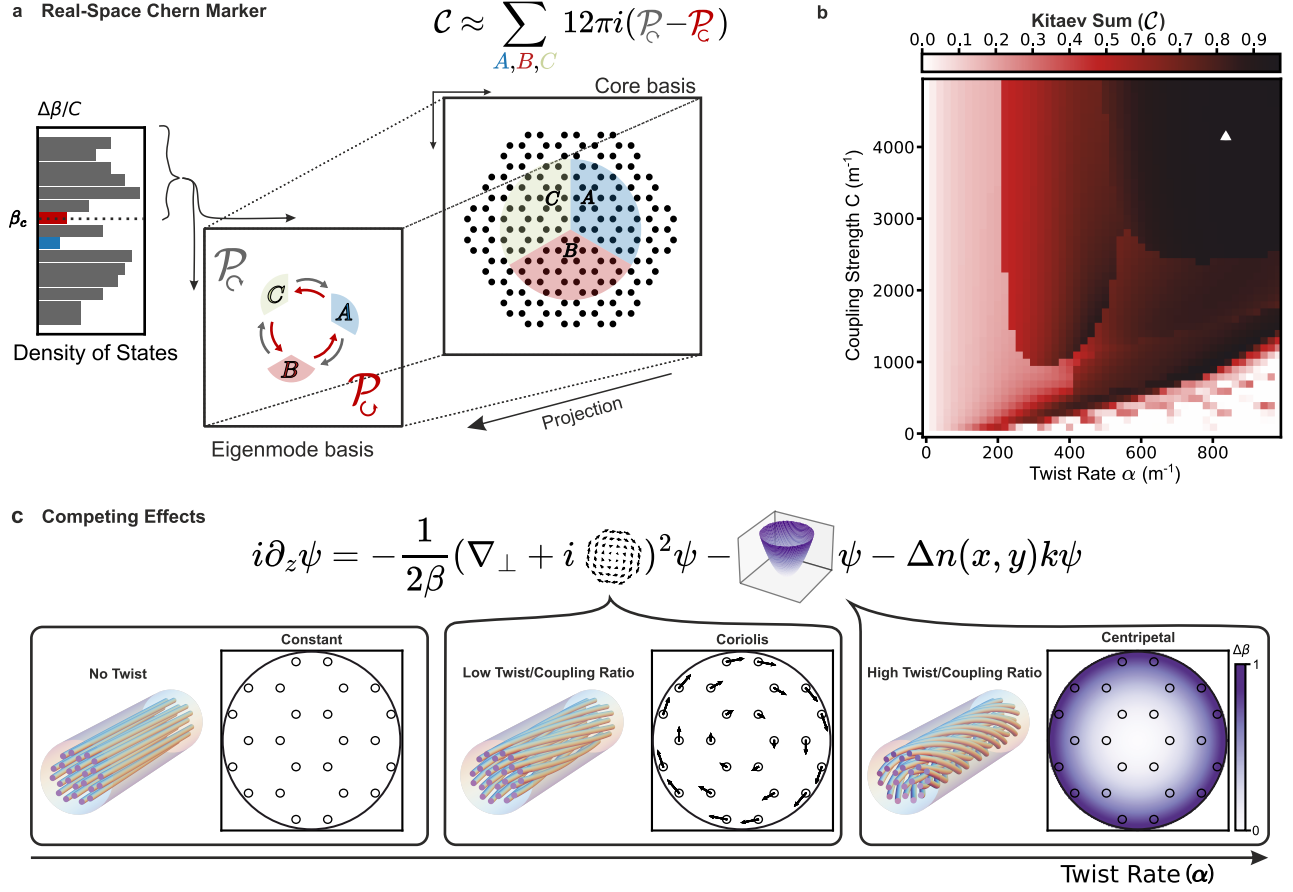 a Real-Space Chern Marker
𝒞 ≈ ∑ 12πi(𝒫 − 𝒫)
A,B,C
Core basis
Δβ/C
βc
Density of States
C A
B
𝒫
C
A
B
𝒫
Eigenmode basis
Projection
b
Kitaev Sum (𝒞)
0.0 0.1 0.2 0.3 0.4 0.5 0.6 0.7 0.8 0.9
Coupling Strength C (m⁻¹)
4000
3000
2000
1000
0
0 200 400 600 800
Twist Rate α (m⁻¹)
c Competing Effects
i∂zψ = −1/2β(∇⊥ + i )²ψ − ψ − Δn(x, y)kψ
No Twist
Constant
Low Twist/Coupling Ratio
Coriolis
High Twist/Coupling Ratio
Centripetal
Δβ
1
0
Twist Rate (α)